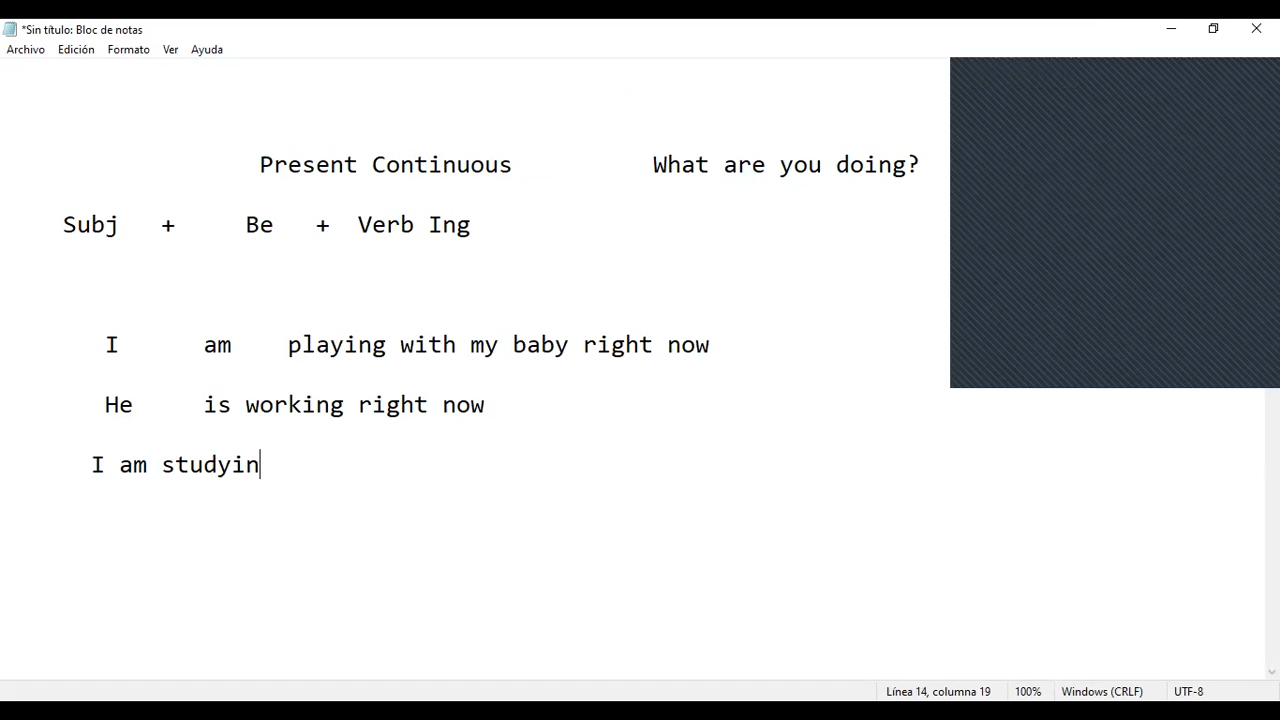 *Sin título: Bloc de notas
Archivo Edición Formato Ver Ayuda
Present Continuous What are you doing?
Subj + Be + Verb Ing
I am playing with my baby right now
He is working right now
I am studyin
Línea 14, columna 19 100% Windows (CRLF) UTF-8